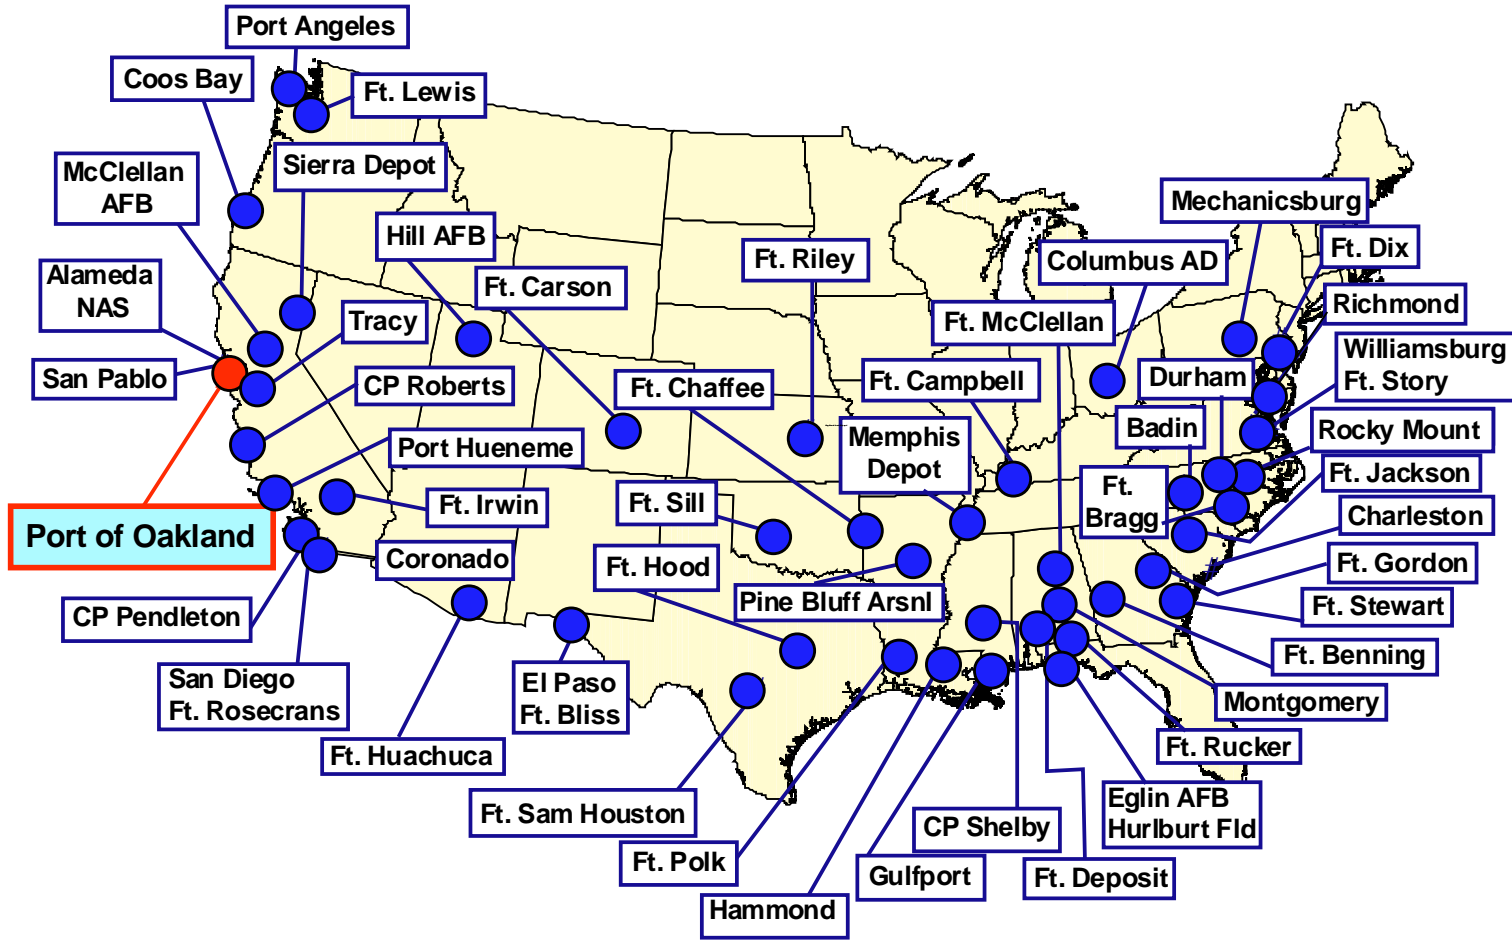 Port Angeles
Coos Bay
Ft. Lewis
Sierra Depot
McClellan
AFB
Mechanicsburg
Hill AFB
Ft. Riley
Columbus AD
Ft. Dix
Alameda
NAS
Ft. Carson
Richmond
Tracy
Ft. McClellan
San Pablo
CP Roberts
Ft. Chaffee
Ft. Campbell
Durham
Williamsburg
Ft. Story
Port Hueneme
Memphis
Depot
Badin
Rocky Mount
Ft. Irwin
Ft. Sill
Ft.
Bragg
Ft. Jackson
Port of Oakland
Charleston
Coronado
Ft. Hood
Ft. Gordon
Pine Bluff Arsnl
Ft. Stewart
CP Pendleton
Ft. Benning
San Diego
Ft. Rosecrans
El Paso
Ft. Bliss
Montgomery
Ft. Huachuca
Ft. Rucker
Ft. Sam Houston
CP Shelby
Eglin AFB
Hurlburt Fld
Ft. Polk
Gulfport
Ft. Deposit
Hammond